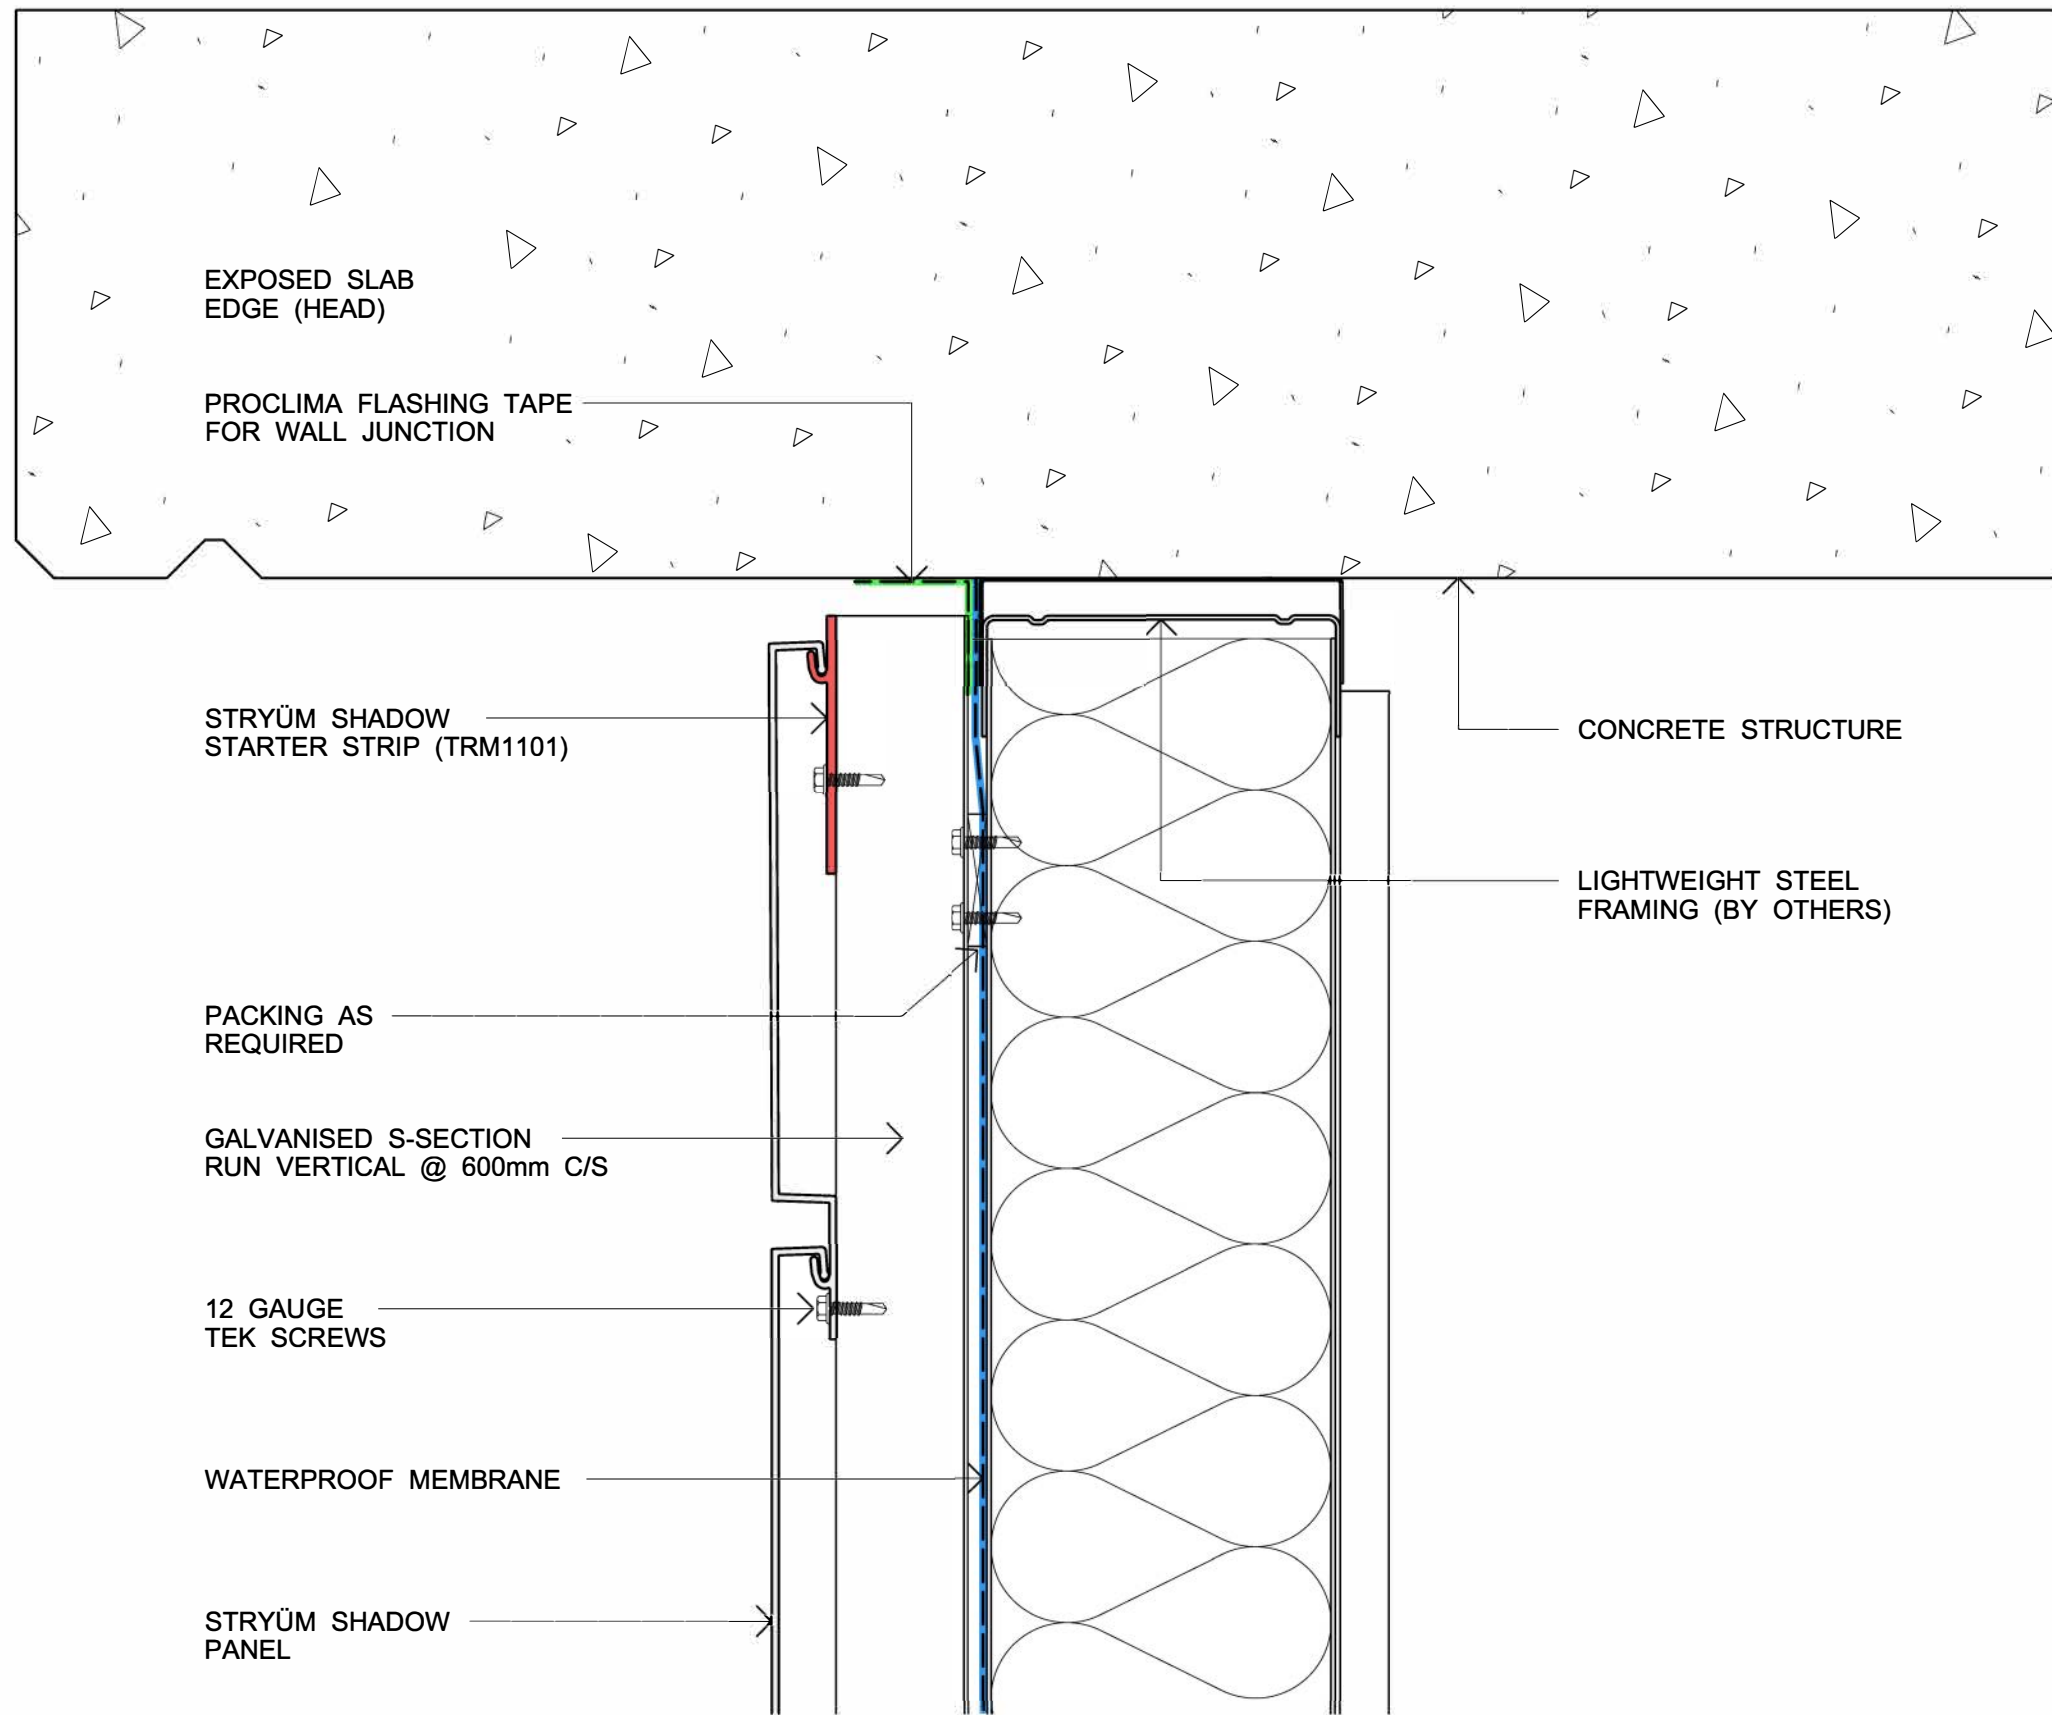 EXPOSED SLAB
EDGE (HEAD)
PROCLIMA FLASHING TAPE
FOR WALL JUNCTION
STRYÜM SHADOW
STARTER STRIP (TRM1101)
CONCRETE STRUCTURE
LIGHTWEIGHT STEEL
FRAMING (BY OTHERS)
PACKING AS
REQUIRED
GALVANISED S-SECTION
RUN VERTICAL @ 600mm C/S
12 GAUGE
TEK SCREWS
WATERPROOF MEMBRANE
STRYÜM SHADOW
PANEL